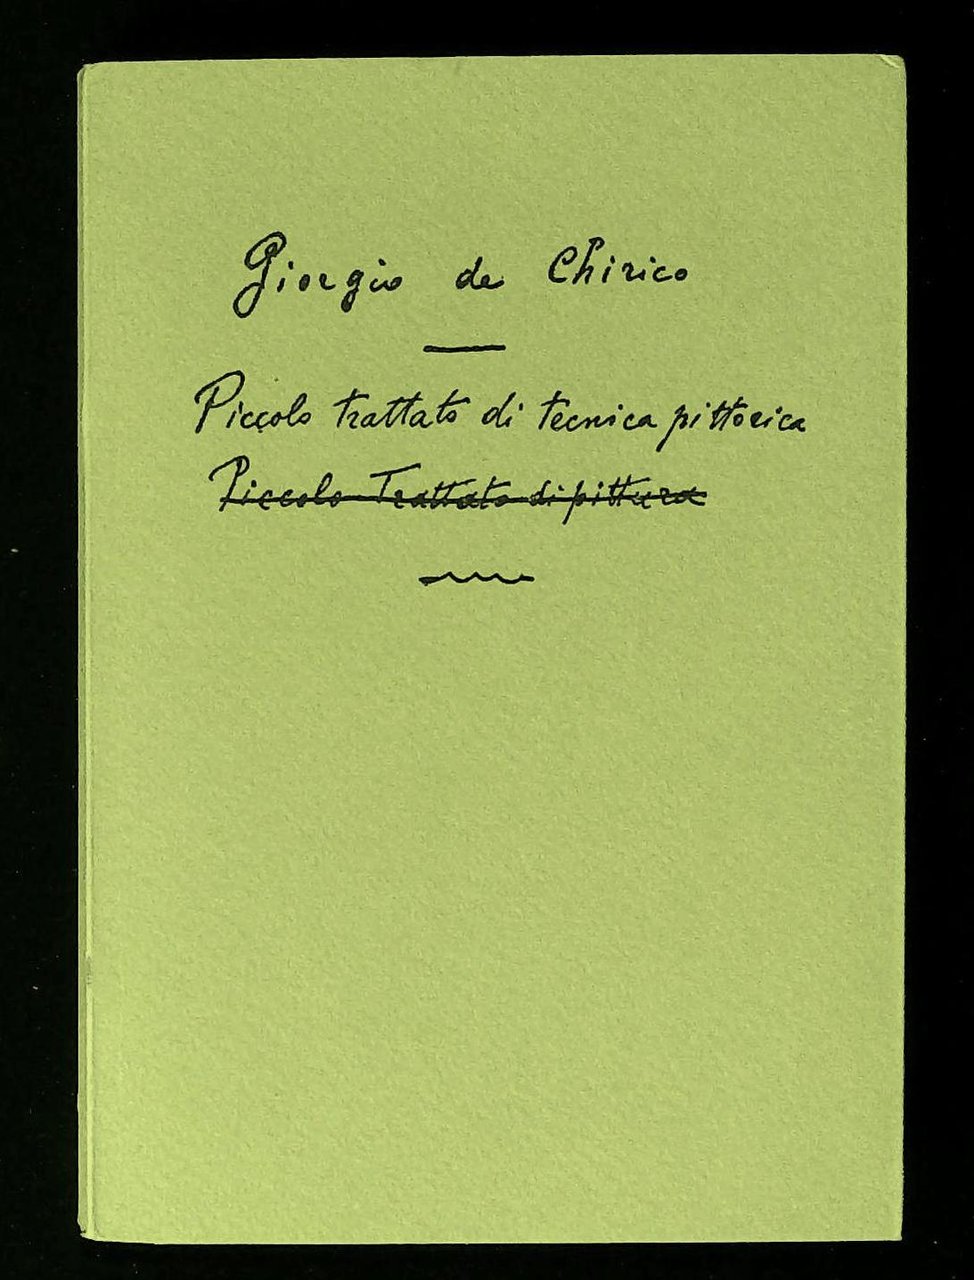 Giorgio de Chirico
Piccolo trattato di tecnica pittorica
Piccolo Trattato di pittura